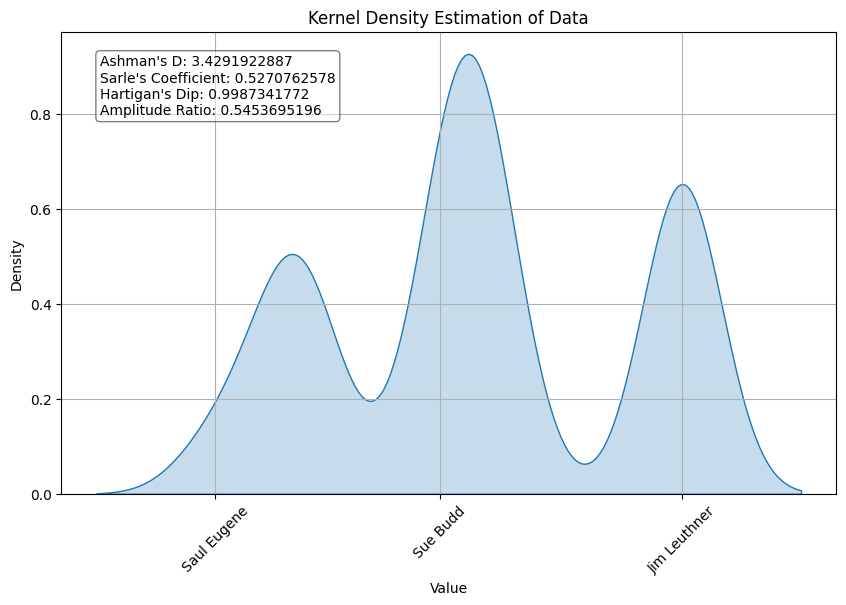 Kernel Density Estimation of Data
Ashman's D: 3.4291922887
Sarle's Coefficient: 0.5270762578
Hartigan's Dip: 0.9987341772
Amplitude Ratio: 0.5453695196
Density
0.8
0.6
0.4
0.2
0.0
Saul Eugene
Sue Budd
Jim Leuthner
Value